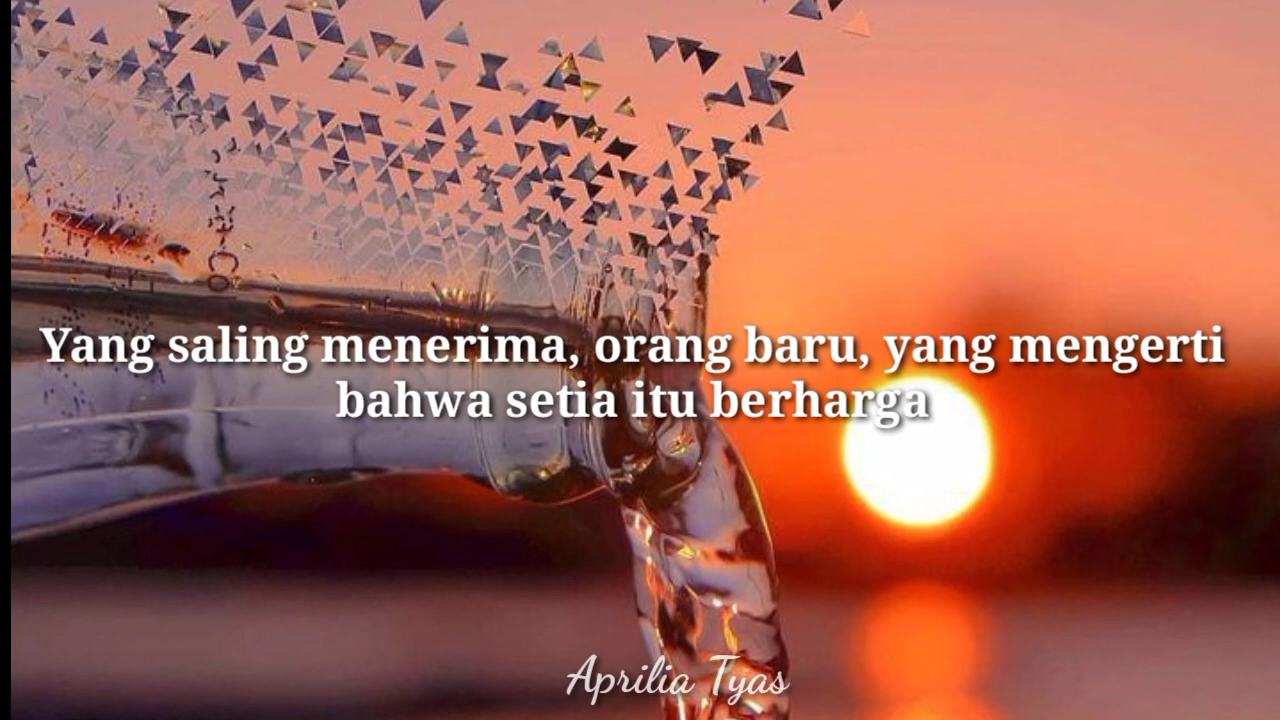 Yang saling menerima, orang baru, yang mengerti
bahwa setia itu berharga
Aprilia Tyas